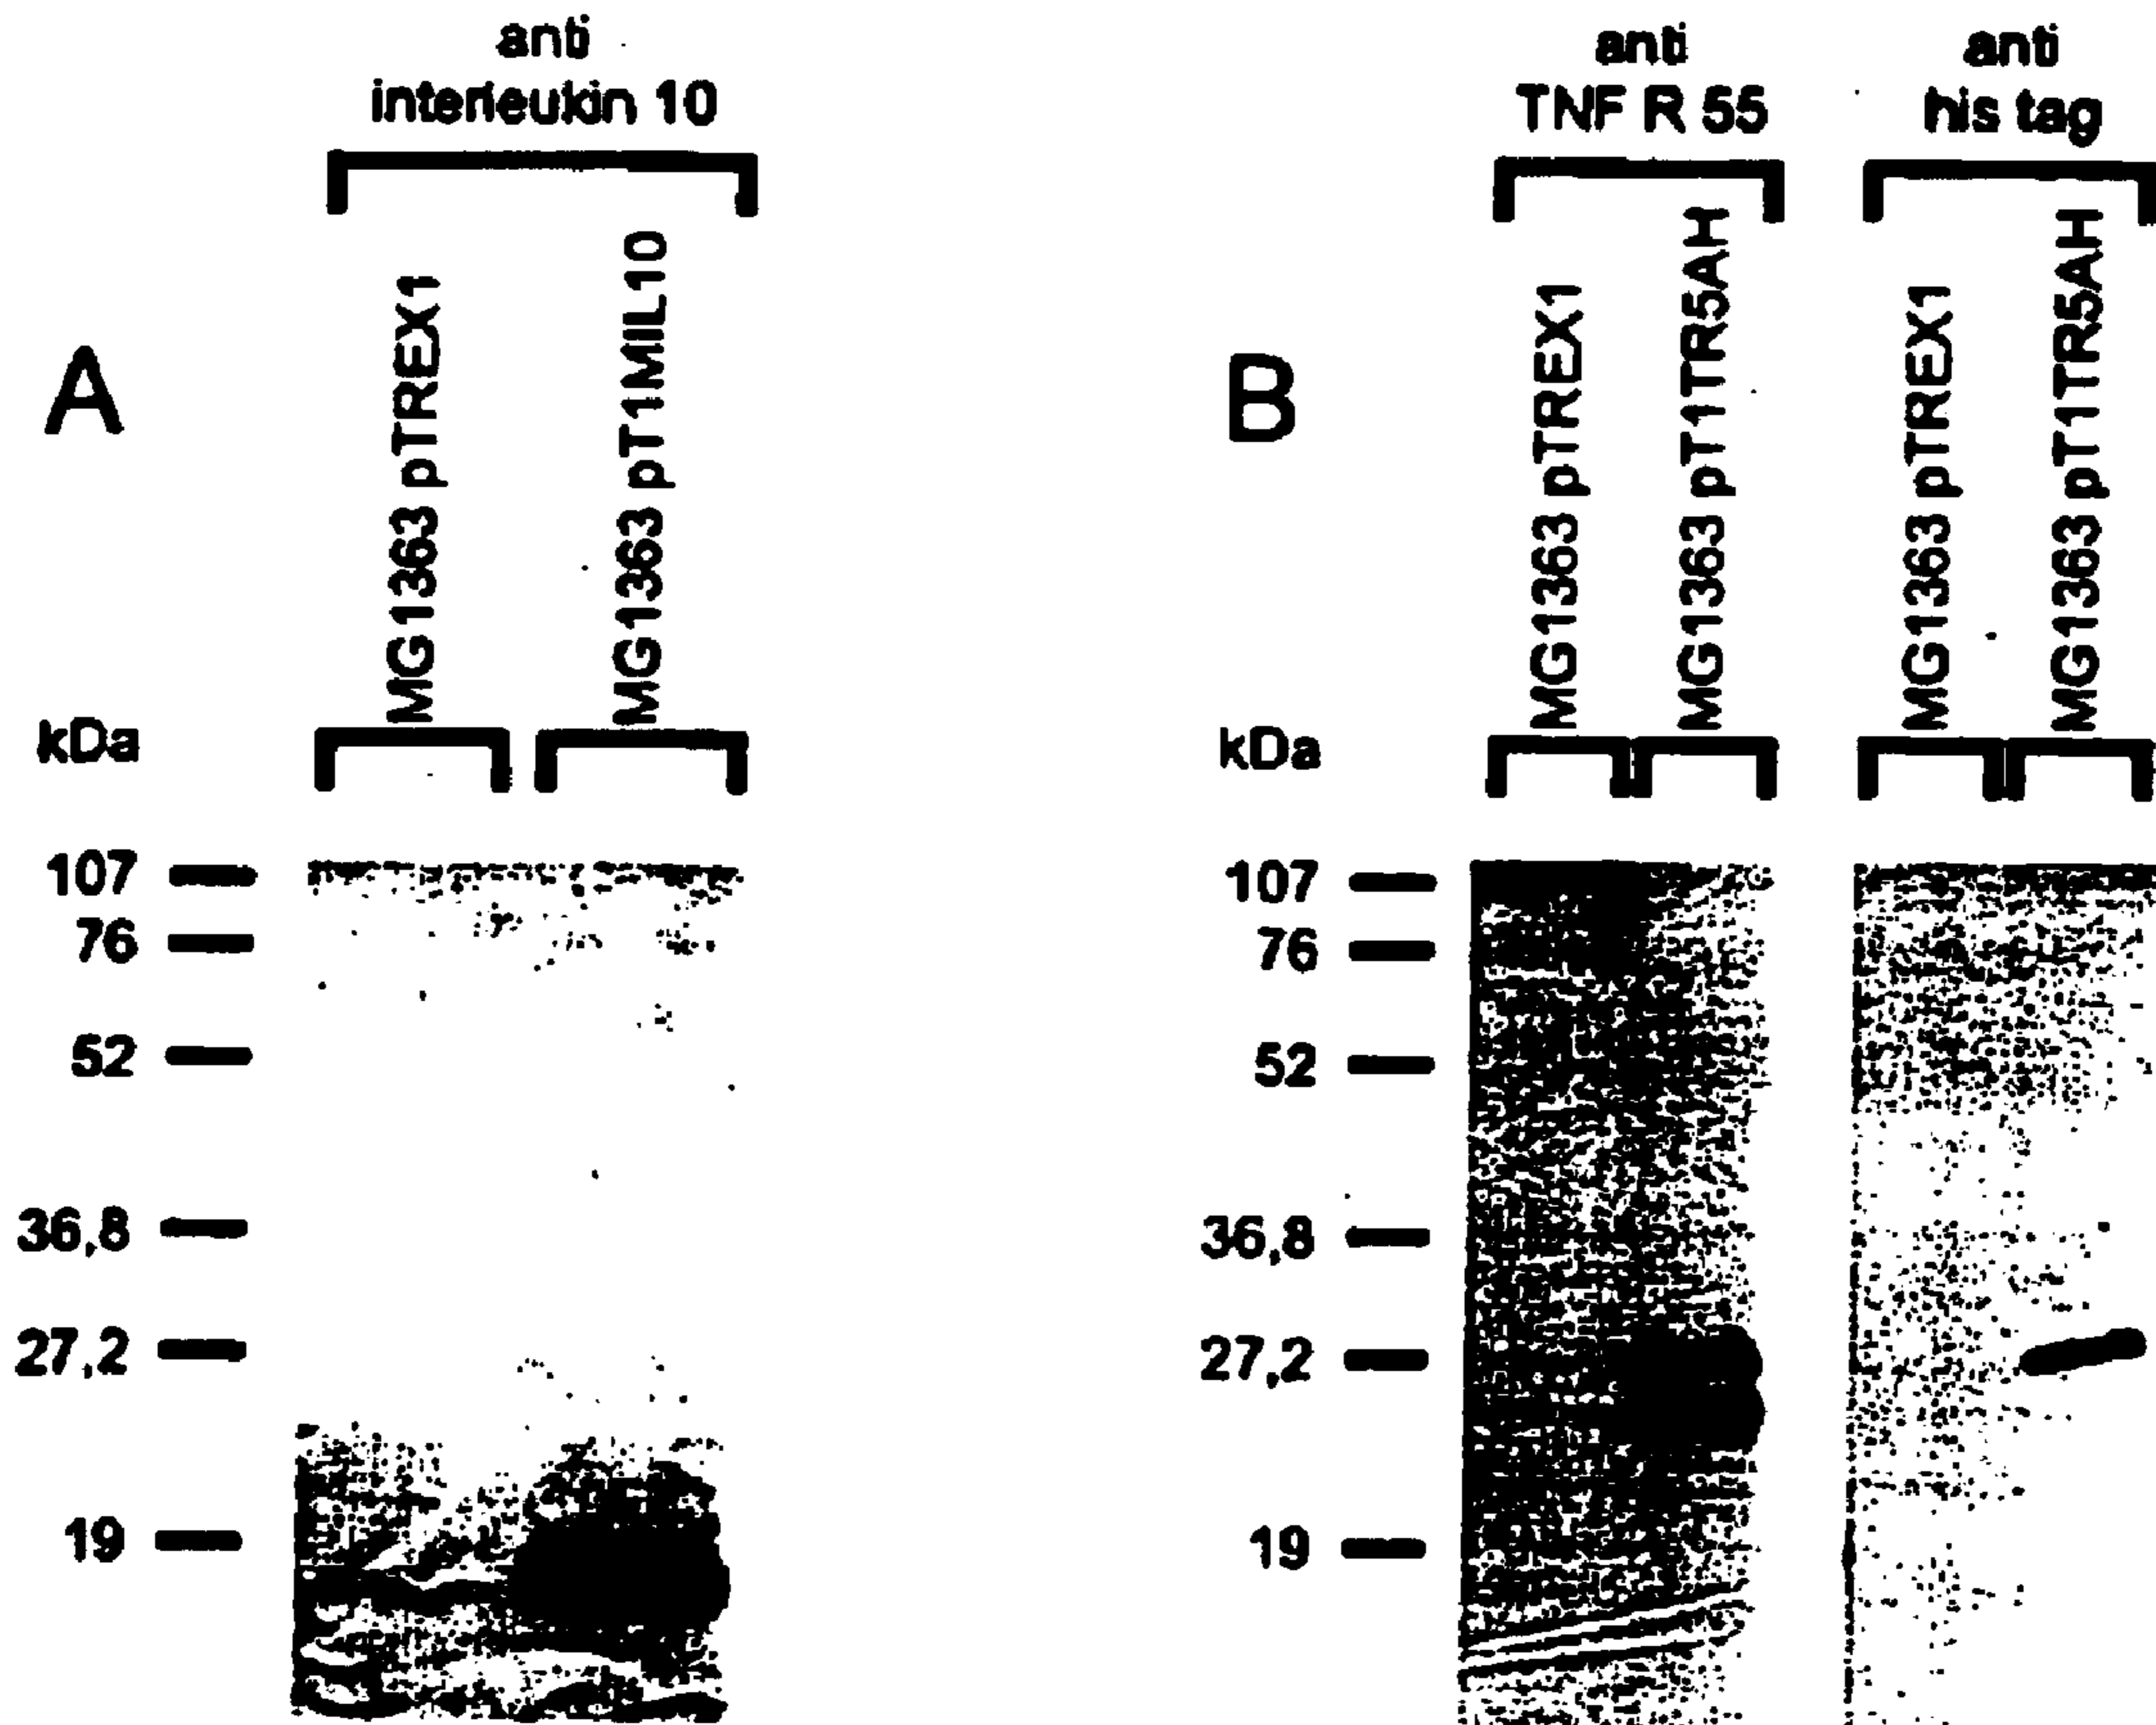 anti
interleukin 10
A
MG1363 pTREX1
MG1363 pT1MIL10
kDa
107
76
52
36,8
27,2
19
anti
TNF R 55
anti
his tag
B
MG1363 pTREX1
MG1363 pT1TR5AH
MG1363 pTREX1
MG1363 pT1TR5AH
kDa
107
76
52
36,8
27,2
19